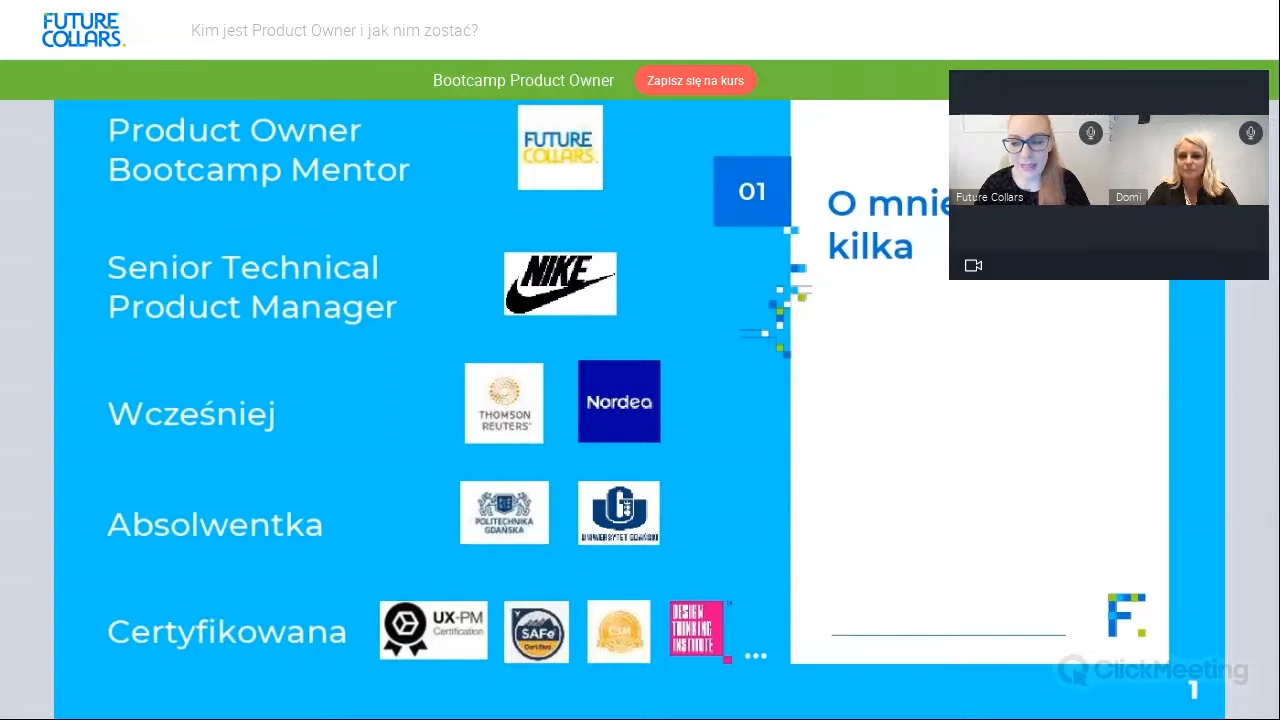 FUTURE
COLLARS.
Kim jest Product Owner i jak nim zostać?
Bootcamp Product Owner
Zapisz się na kurs
Product Owner
Bootcamp Mentor
FUTURE
COLLARS.
01
O mnie
kilka
Future Collars
Domi
Senior Technical
Product Manager
NIKE
Wcześniej
THOMSON
REUTERS
Nordea
Absolwentka
POLITECHNIKA
GDAŃSKA
UNIWERSYTET GDAŃSKI
Certyfikowana
UX-PM
Certification
SAFe
Certified
CSM
DESIGN
THINKING
INSTITUTE
...
F.
ClickMeeting
1